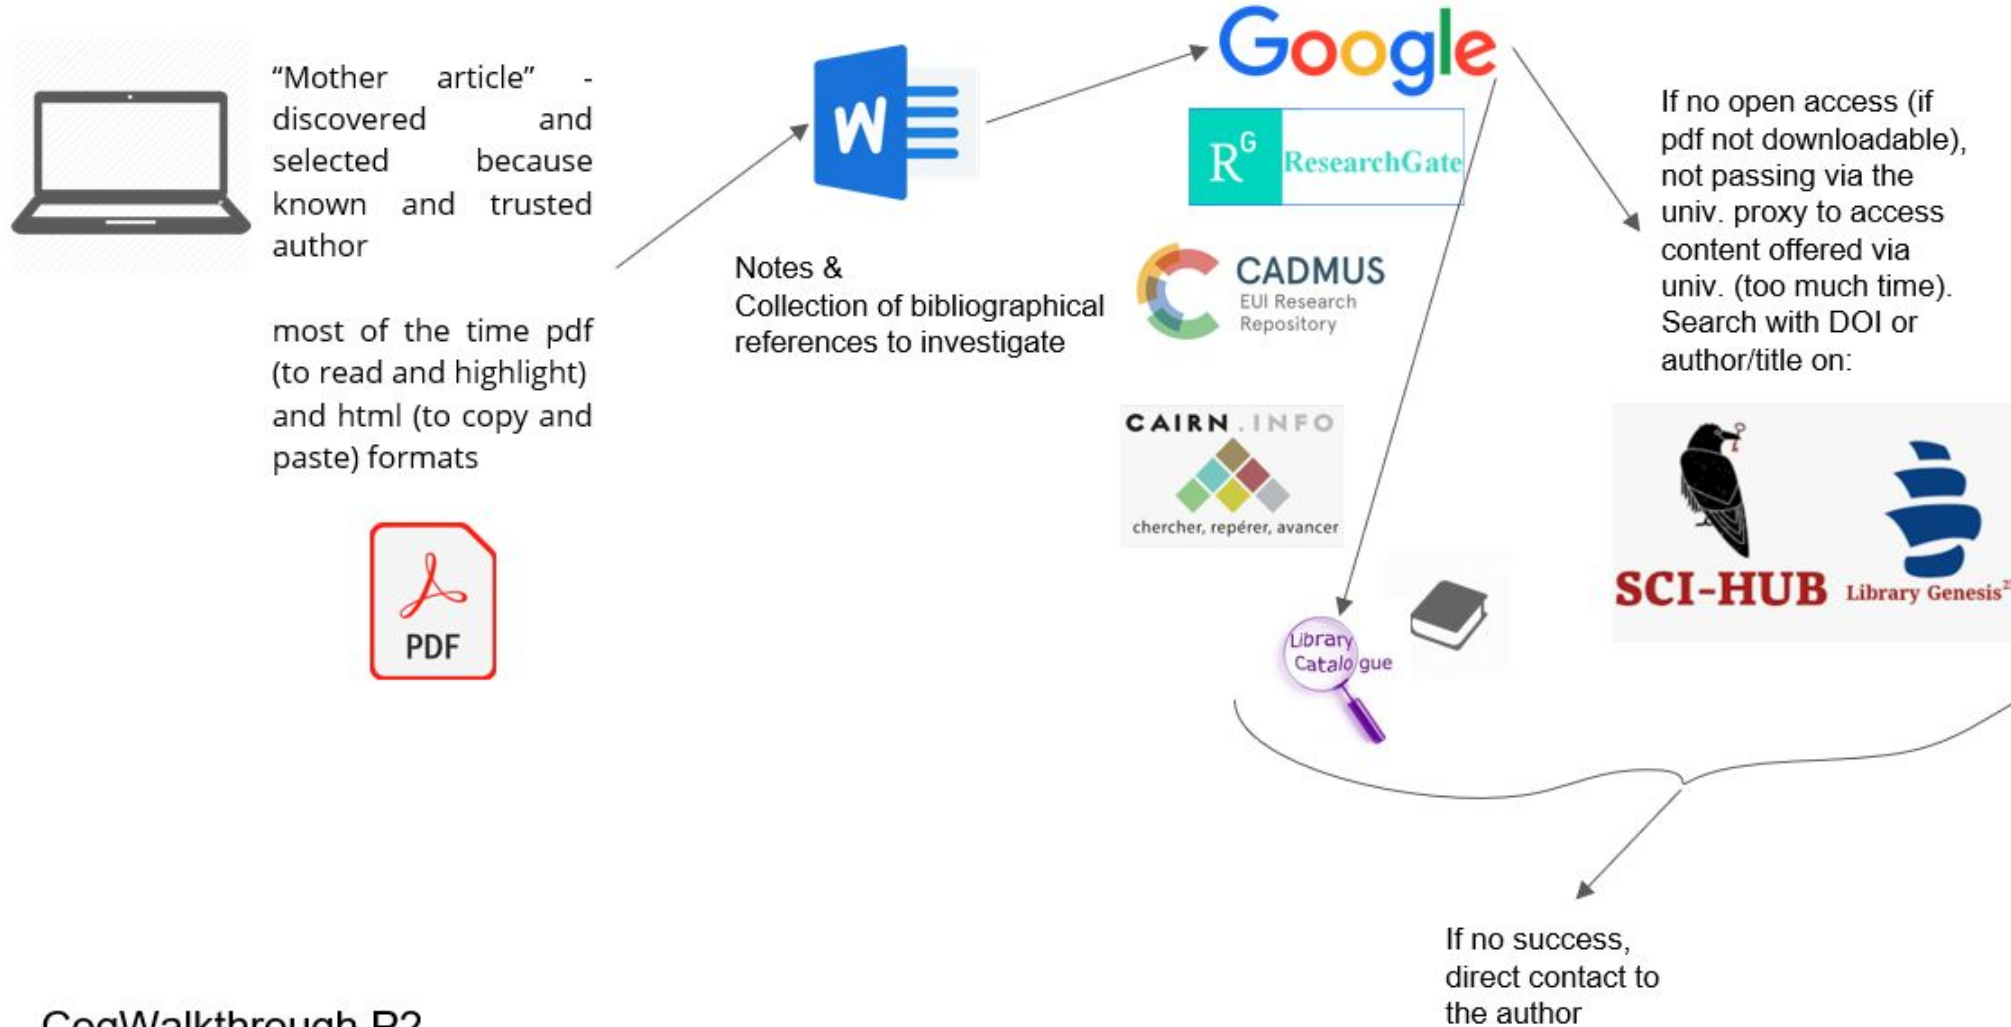 "Mother article" -
discovered and
selected because
known and trusted
author
most of the time pdf
(to read and highlight)
and html (to copy and
paste) formats
PDF
W
Notes &
Collection of bibliographical
references to investigate
Google
RG
ResearchGate
CADMUS
EUI Research
Repository
CAIRN.INFO
chercher, repérer, avancer
Library
Catalogue
If no open access (if
pdf not downloadable),
not passing via the
univ. proxy to access
content offered via
univ. (too much time).
Search with DOI or
author/title on:
SCI-HUB
Library Genesis
If no success,
direct contact to
the author
CogWalkthrough P2